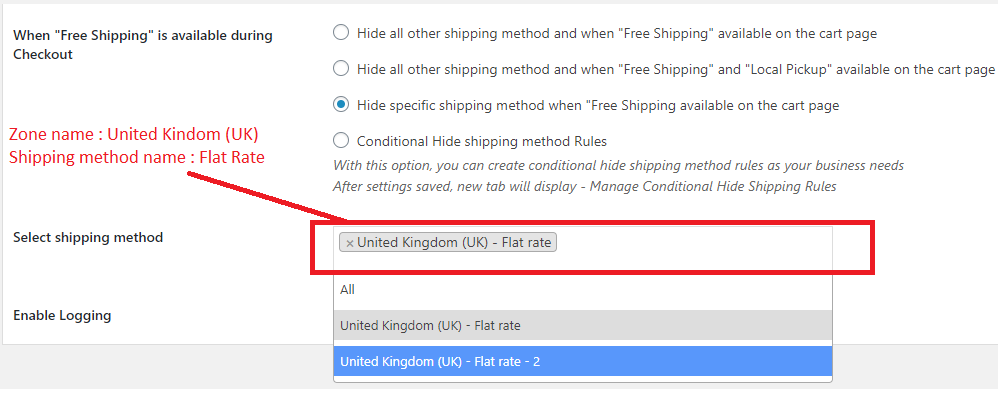 When "Free Shipping" is available during
Checkout
Hide all other shipping method and when "Free Shipping" available on the cart page
Hide all other shipping method and when "Free Shipping" and "Local Pickup" available on the cart page
Hide specific shipping method when "Free Shipping available on the cart page
Conditional Hide shipping method Rules
With this option, you can create conditional hide shipping method rules as your business needs
After settings saved, new tab will display - Manage Conditional Hide Shipping Rules
Zone name : United Kindom (UK)
Shipping method name : Flat Rate
Select shipping method
× United Kingdom (UK) - Flat rate
All
Enable Logging
United Kingdom (UK) - Flat rate
United Kingdom (UK) - Flat rate - 2